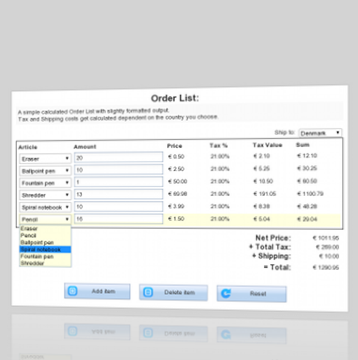 Order List:
A simple calculated Order List with slightly formatted output.
Tax and Shipping costs get calculated dependent on the country you choose.
Ship to: Denmark
Article Amount Price Tax % Tax Value Sum
Eraser 20 € 0.50 21.00% € 2.10 € 12.10
Ballpoint pen 10 € 2.50 21.00% € 5.25 € 30.25
Fountain pen 1 € 50.00 21.00% € 10.50 € 60.50
Shredder 13 € 69.98 21.00% € 191.05 € 1100.79
Spiral notebook 10 € 3.99 21.00% € 8.38 € 48.28
Pencil 16 € 1.50 21.00% € 5.04 € 29.04
Eraser
Pencil
Ballpoint pen
Spiral notebook
Fountain pen
Shredder
Net Price: € 1011.95
+ Total Tax: € 269.00
+ Shipping: € 10.00
= Total: € 1290.95
Add item Delete item Reset